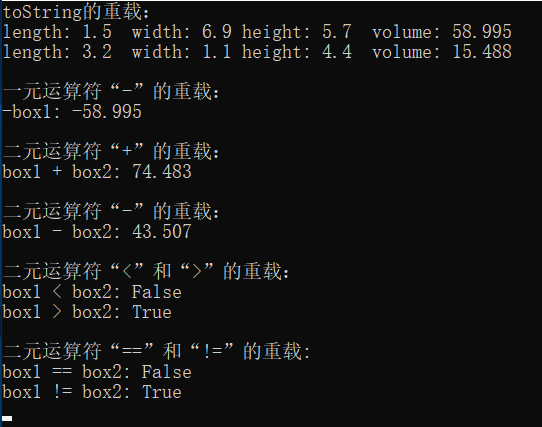 toString的重载:
length: 1.5  width: 6.9 height: 5.7  volume: 58.995
length: 3.2  width: 1.1 height: 4.4  volume: 15.488
一元运算符“-”的重载:
-box1: -58.995
二元运算符“+”的重载:
box1 + box2: 74.483
二元运算符“-”的重载:
box1 - box2: 43.507
二元运算符“<”和“>”的重载:
box1 < box2: False
box1 > box2: True
二元运算符“==”和“!=”的重载:
box1 == box2: False
box1 != box2: True